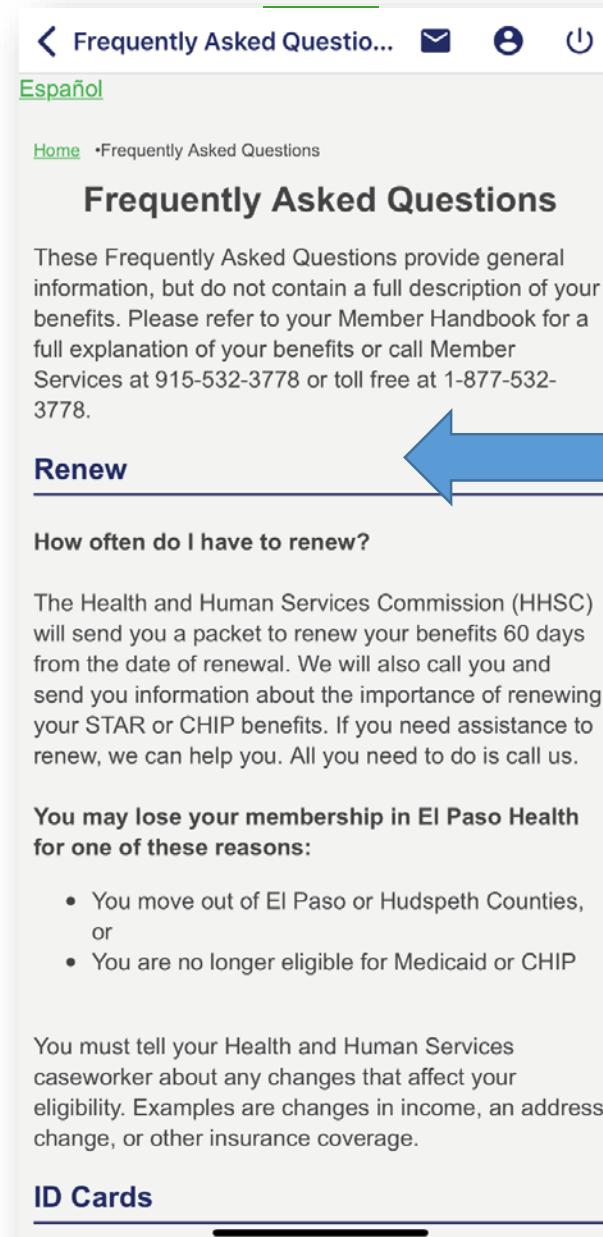 Frequently Asked Questio...
Español
Home •Frequently Asked Questions
Frequently Asked Questions
These Frequently Asked Questions provide general
information, but do not contain a full description of your
benefits. Please refer to your Member Handbook for a
full explanation of your benefits or call Member
Services at 915-532-3778 or toll free at 1-877-532-
3778.
Renew
How often do I have to renew?
The Health and Human Services Commission (HHSC)
will send you a packet to renew your benefits 60 days
from the date of renewal. We will also call you and
send you information about the importance of renewing
your STAR or CHIP benefits. If you need assistance to
renew, we can help you. All you need to do is call us.
You may lose your membership in El Paso Health
for one of these reasons:
• You move out of El Paso or Hudspeth Counties,
or
• You are no longer eligible for Medicaid or CHIP
You must tell your Health and Human Services
caseworker about any changes that affect your
eligibility. Examples are changes in income, an address
change, or other insurance coverage.
ID Cards